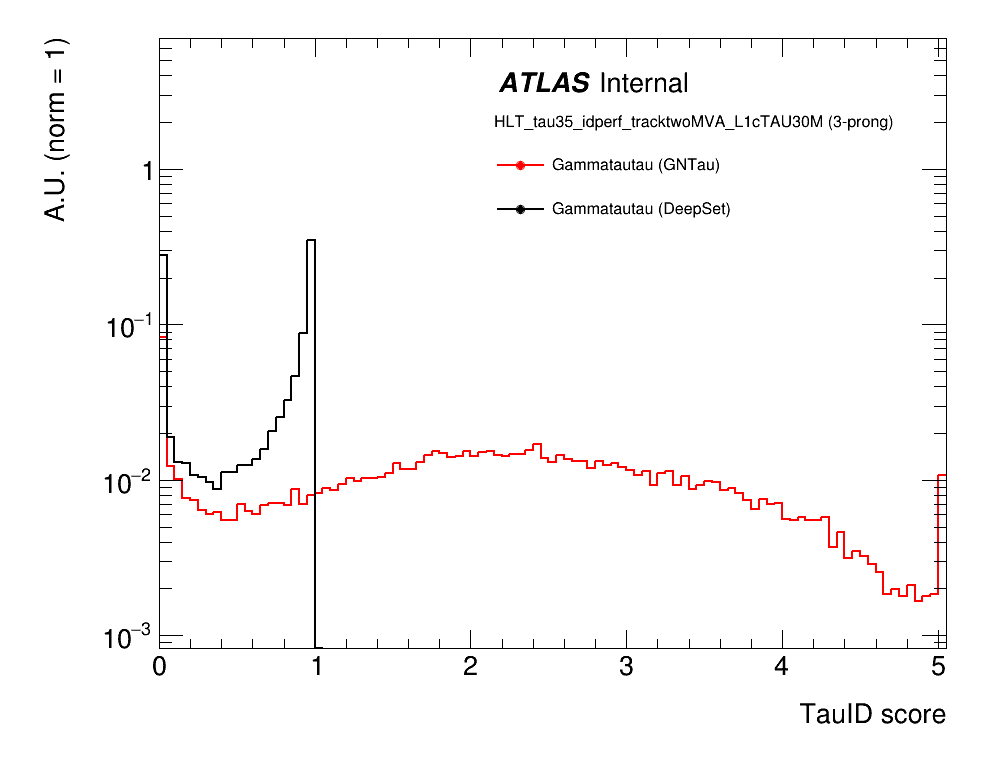 A.U. (norm = 1)
ATLAS Internal
HLT_tau35_idperf_tracktwoMVA_L1cTAU30M (3-prong)
Gammatautau (GNTau)
Gammatautau (DeepSet)
1
10⁻¹
10⁻²
10⁻³
0 1 2 3 4 5
TauID score